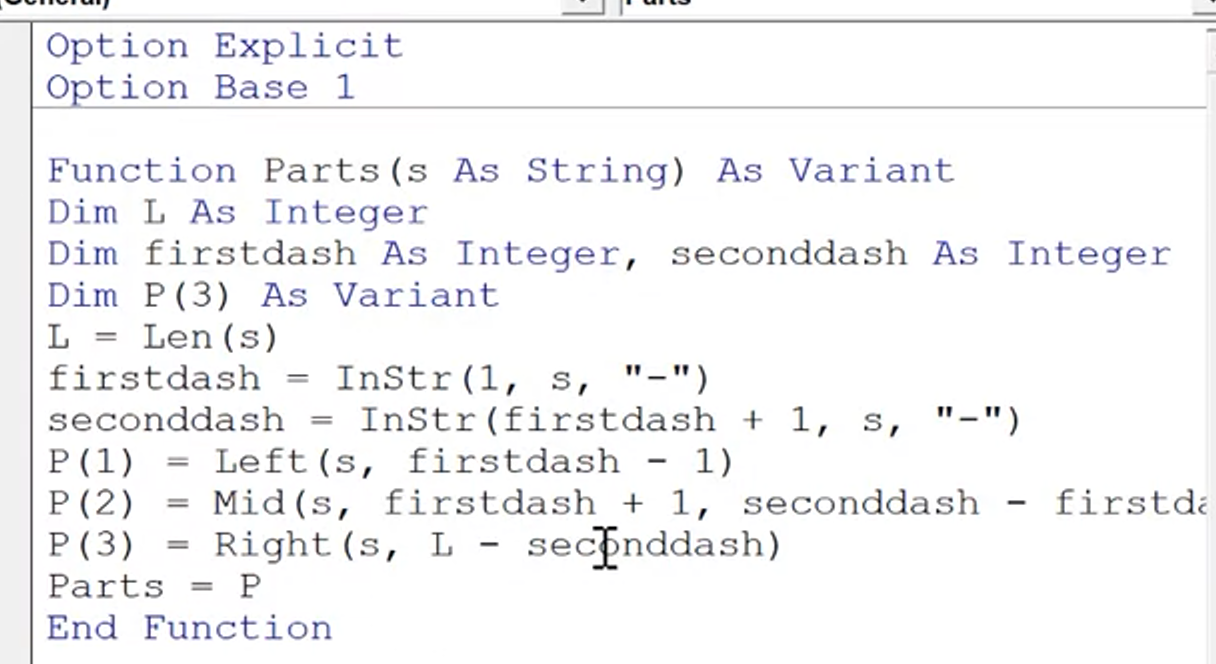 Parts
Option Explicit
Option Base 1
Function Parts(s As String) As Variant
Dim L As Integer
Dim firstdash As Integer, seconddash As Integer
Dim P(3) As Variant
L = Len(s)
firstdash = InStr(1, s, "-")
seconddash = InStr(firstdash + 1, s, "-")
P(1) = Left(s, firstdash - 1)
P(2) = Mid(s, firstdash + 1, seconddash - firstda
P(3) = Right(s, L - seconddash)
Parts = P
End Function